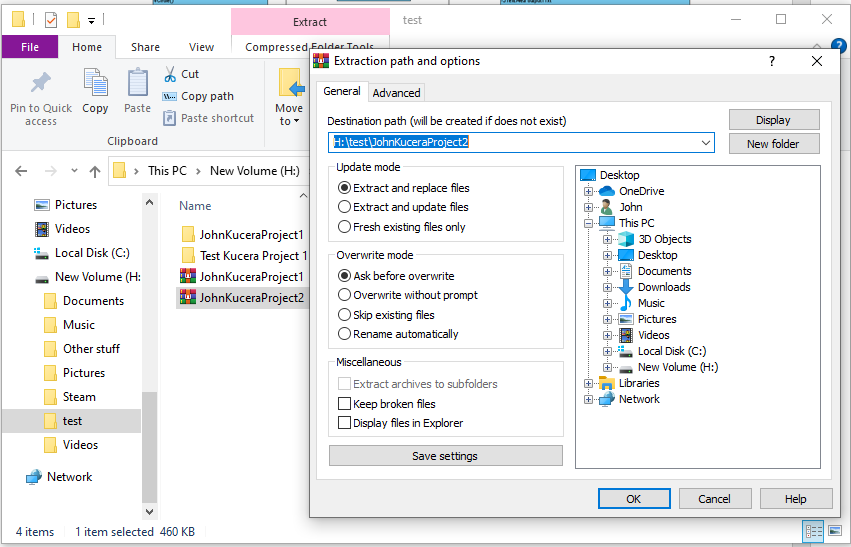 Extract
test
File
Home
Share
View
Compressed Folder Tools
Pin to Quick
access
Copy
Paste
Cut
Copy path
Paste shortcut
Move
to
Clipboard
This PC
New Volume (H:)
Pictures
Videos
Local Disk (C:)
New Volume (H:
Documents
Music
Other stuff
Pictures
Steam
test
Videos
Network
Name
JohnKuceraProject1
Test Kucera Project 1
JohnKuceraProject1
JohnKuceraProject2
4 items
1 item selected 460 KB
Extraction path and options
?
General
Advanced
Destination path (will be created if does not exist)
H:\test\JohnKuceraProject2
Display
New folder
Update mode
Extract and replace files
Extract and update files
Fresh existing files only
Overwrite mode
Ask before overwrite
Overwrite without prompt
Skip existing files
Rename automatically
Miscellaneous
Extract archives to subfolders
Keep broken files
Display files in Explorer
Save settings
Desktop
OneDrive
John
This PC
3D Objects
Desktop
Documents
Downloads
Music
Pictures
Videos
Local Disk (C:)
New Volume (H:)
Libraries
Network
OK
Cancel
Help